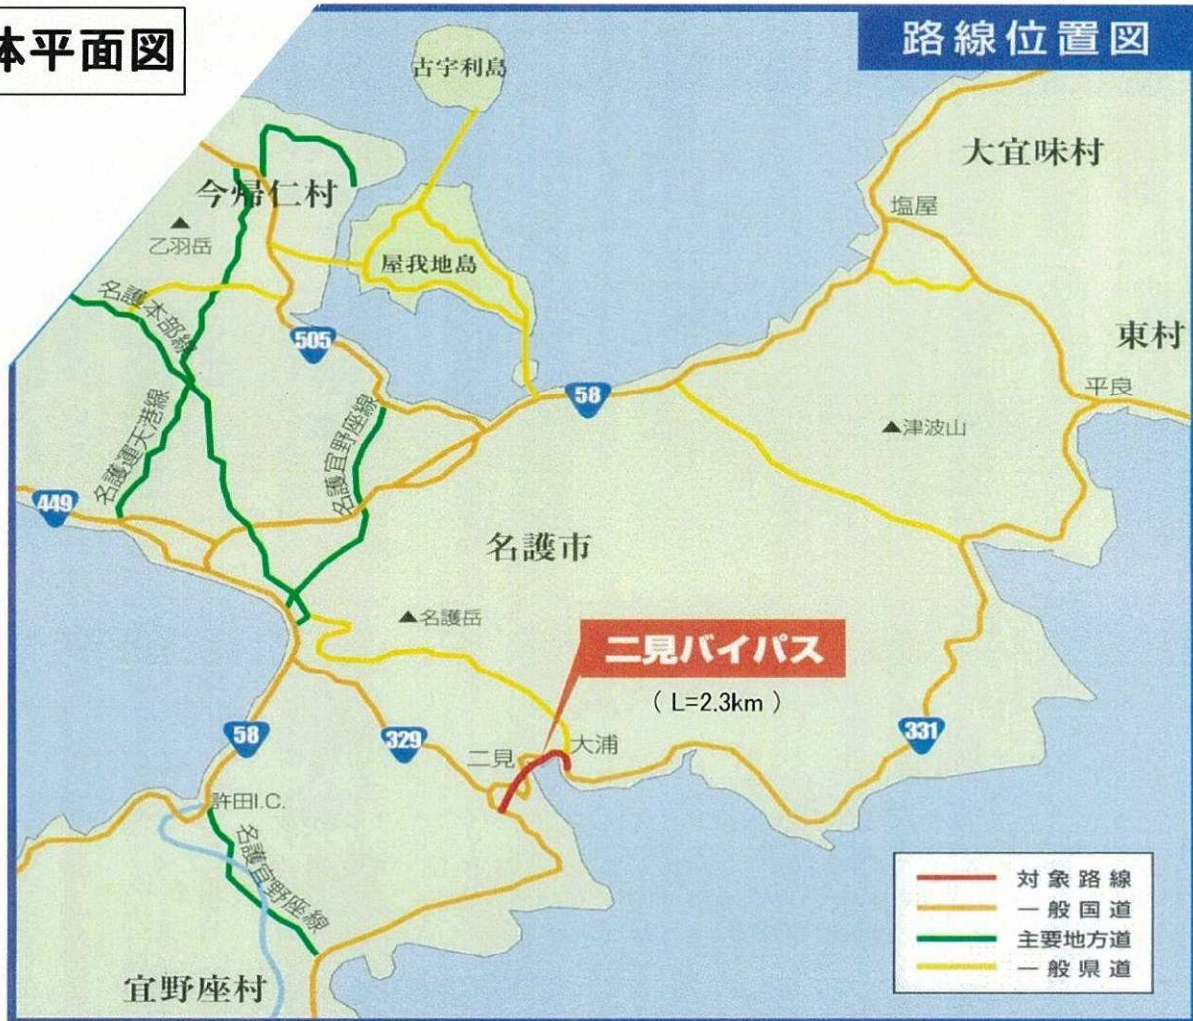 体平面図
路線位置図
古宇利島
大宜味村
今帰仁村
塩屋
乙羽岳
屋我地島
名護本部線
505
東村
58
平良
名護運天港線
名護宜野座線
津波山
449
名護市
名護岳
二見バイパス
( L=2.3km )
58
329
331
二見
大浦
許田I.C.
名護宜野座線
宜野座村
対象路線
一般国道
主要地方道
一般県道